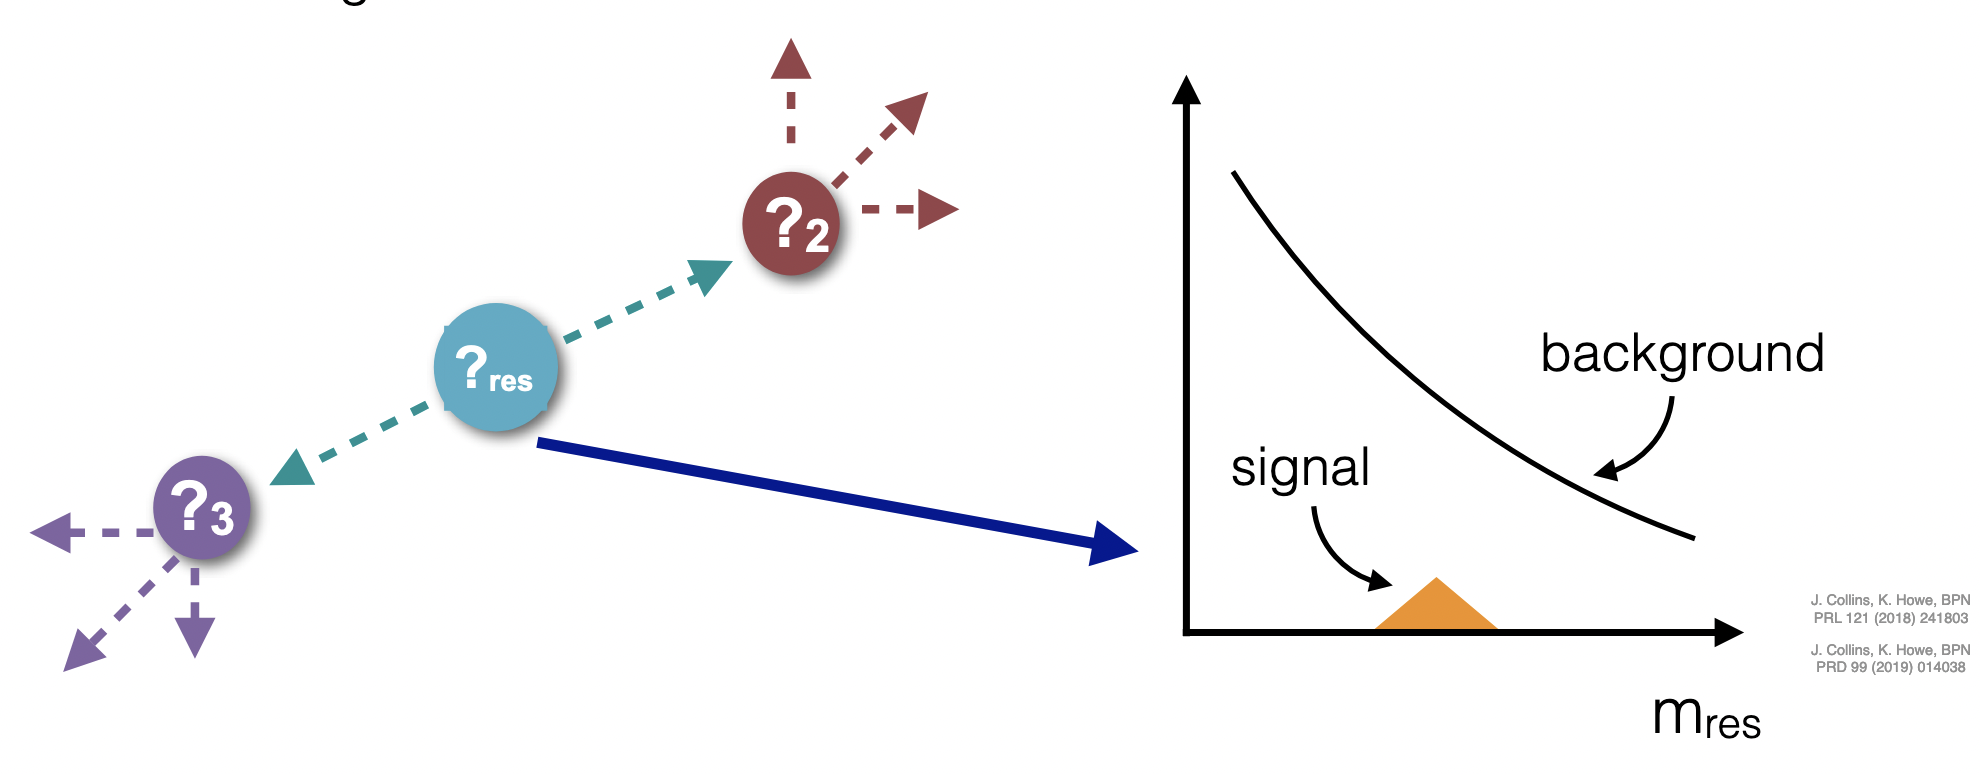 ?2
?res
?3
background
signal
J. Collins, K. Howe, BPN
PRL 121 (2018) 241803
J. Collins, K. Howe, BPN
PRD 99 (2019) 014038
mres